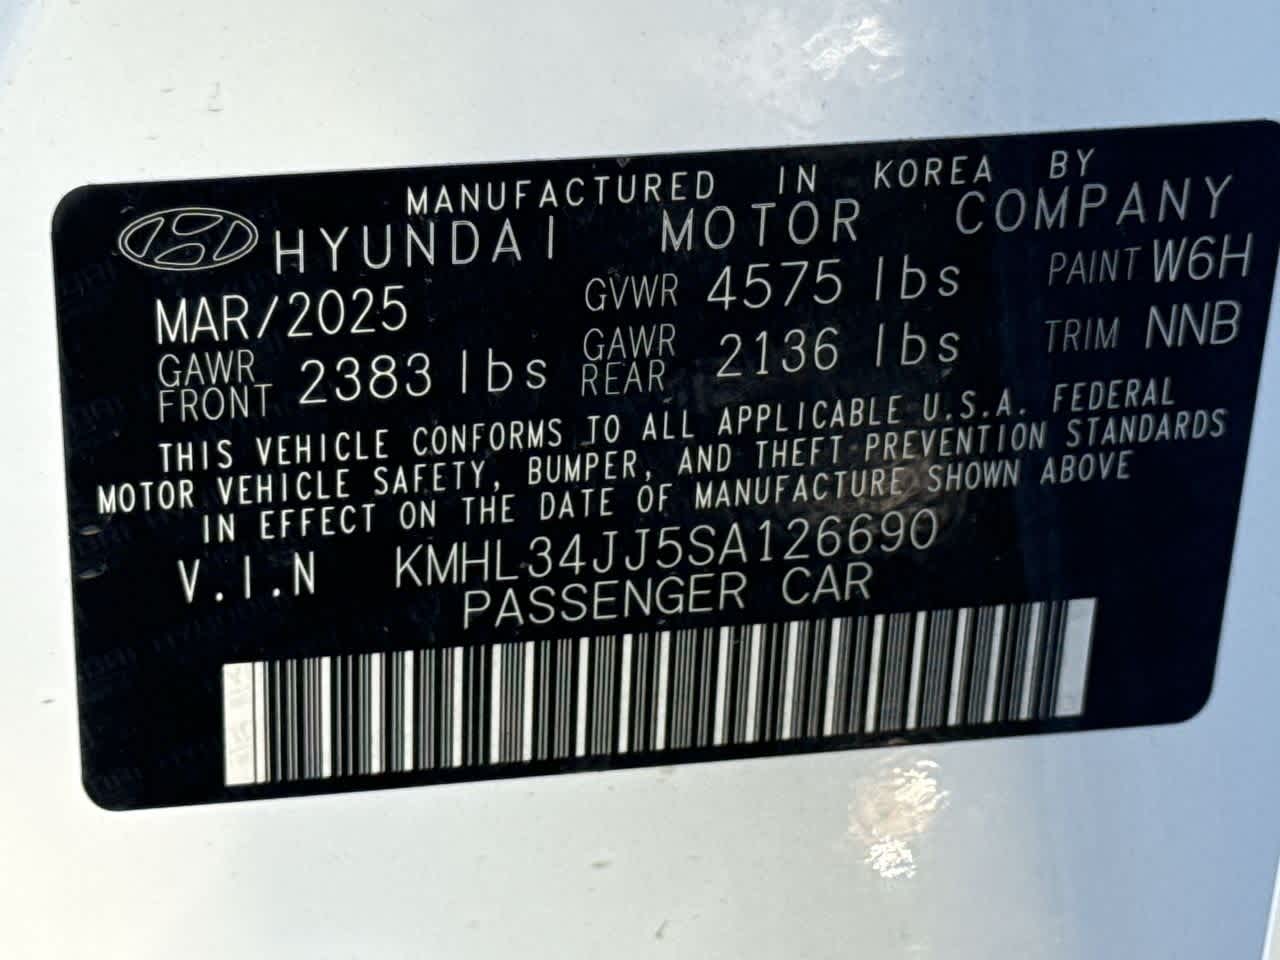 MANUFACTURED IN KOREA BY
HYUNDAI MOTOR COMPANY
MAR/2025 GVWR 4575 lbs PAINT W6H
GAWR FRONT 2383 lbs GAWR REAR 2136 lbs TRIM NNB
THIS VEHICLE CONFORMS TO ALL APPLICABLE U.S.A. FEDERAL
MOTOR VEHICLE SAFETY, BUMPER, AND THEFT PREVENTION STANDARDS
IN EFFECT ON THE DATE OF MANUFACTURE SHOWN ABOVE
V.I.N KMHL34JJ5SA126690
PASSENGER CAR